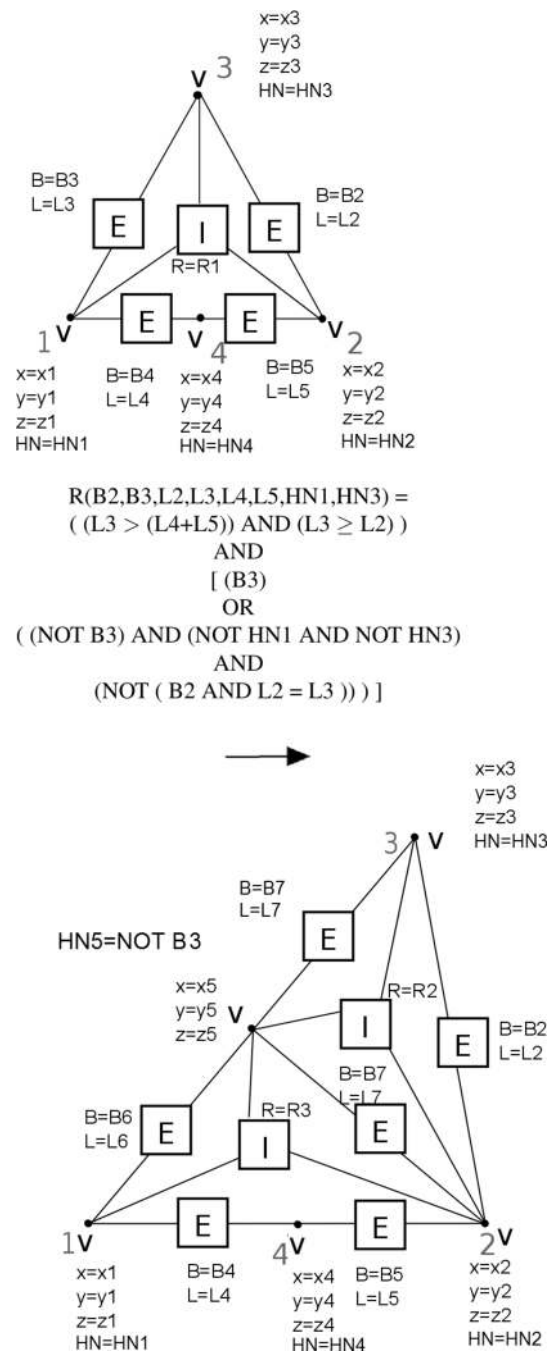 x=x3
y=y3
z=z3
HN=HN3
v 3
B=B3
L=L3
B=B2
L=L2
E
I
E
R=R1
1 v
E
v 4
E
v 2
x=x1
y=y1
z=z1
HN=HN1
B=B4
L=L4
x=x4
y=y4
z=z4
HN=HN4
B=B5
L=L5
x=x2
y=y2
z=z2
HN=HN2
R(B2,B3,L2,L3,L4,L5,HN1,HN3) =
( (L3 > (L4+L5)) AND (L3 ≥ L2) )
AND
[ (B3)
OR
( (NOT B3) AND (NOT HN1 AND NOT HN3)
AND
(NOT ( B2 AND L2 = L3 ))) ) ]
x=x3
y=y3
z=z3
HN=HN3
3 v
B=B7
L=L7
E
HN5=NOT B3
x=x5
y=y5
z=z5
v
R=R2
I
E
B=B2
L=L2
B=B7
L=L7
B=B6
L=L6
E
R=R3
I
E
1 v
E
4 v
E
2 v
x=x1
y=y1
z=z1
HN=HN1
B=B4
L=L4
x=x4
y=y4
z=z4
HN=HN4
B=B5
L=L5
x=x2
y=y2
z=z2
HN=HN2